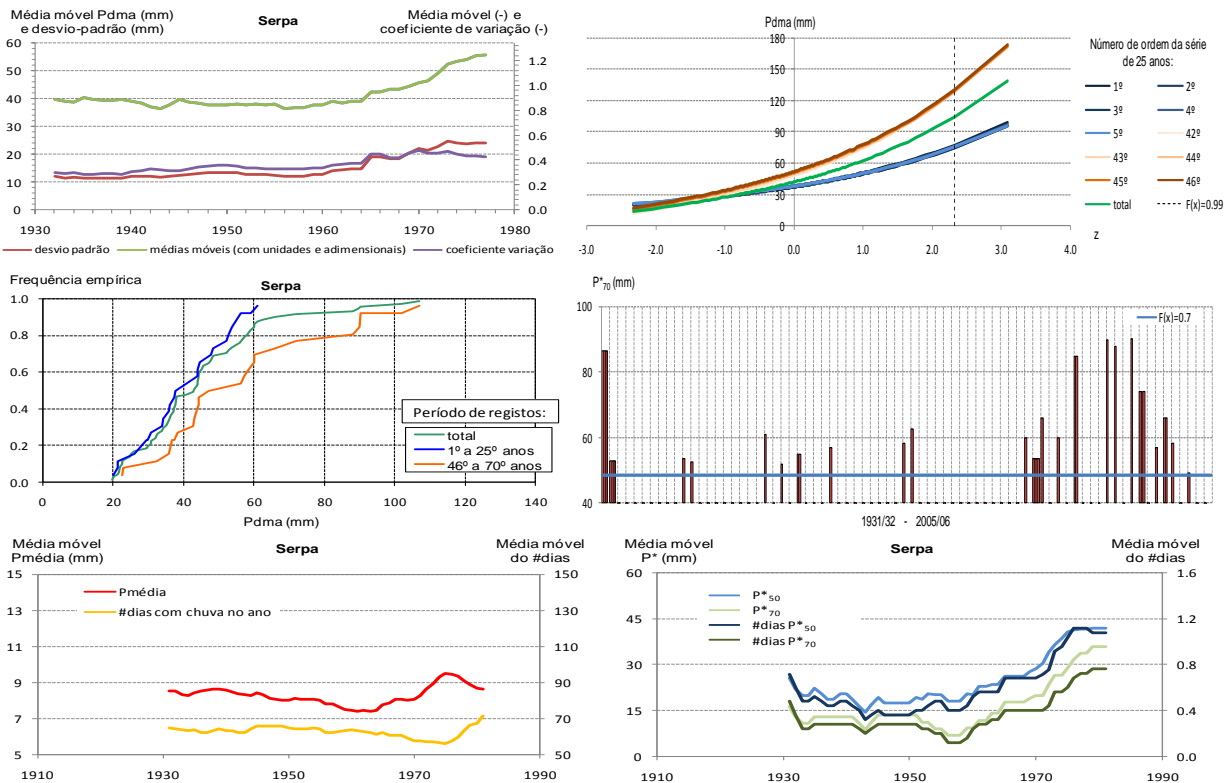 Média móvel Pdma (mm)
e desvio-padrão (mm)
Serpa
Média móvel (-) e
coeficiente de variação (-)
60
50
40
30
20
10
0
1.2
1.0
0.8
0.6
0.4
0.2
0.0
1930 1940 1950 1960 1970 1980
desvio padrão médias móveis (com unidades e adimensionais) coeficiente variação
Pdma (mm)
180
150
120
90
60
30
0
-3.0 -2.0 -1.0 0.0 1.0 2.0 3.0 4.0
z
Número de ordem da série
de 25 anos:
1º 2º
3º 4º
5º 42º
43º 44º
45º 46º
total F(x)=0.99
Frequência empírica
Serpa
1.0
0.8
0.6
0.4
0.2
0.0
0 20 40 60 80 100 120 140
Pdma (mm)
Período de registos:
total
1º a 25º anos
46º a 70º anos
P*70 (mm)
100
80
60
40
F(x)=0.7
1931/32 - 2005/06
Média móvel
Pmédia (mm)
Serpa
Média móvel
do #dias
15
13
11
9
7
5
150
130
110
90
70
50
1910 1930 1950 1970 1990
Pmédia
#dias com chuva no ano
Média móvel
P* (mm)
Serpa
Média móvel
do #dias
60
45
30
15
0
1.6
1.2
0.8
0.4
0.0
1910 1930 1950 1970 1990
P*50
P*70
#dias P*50
#dias P*70